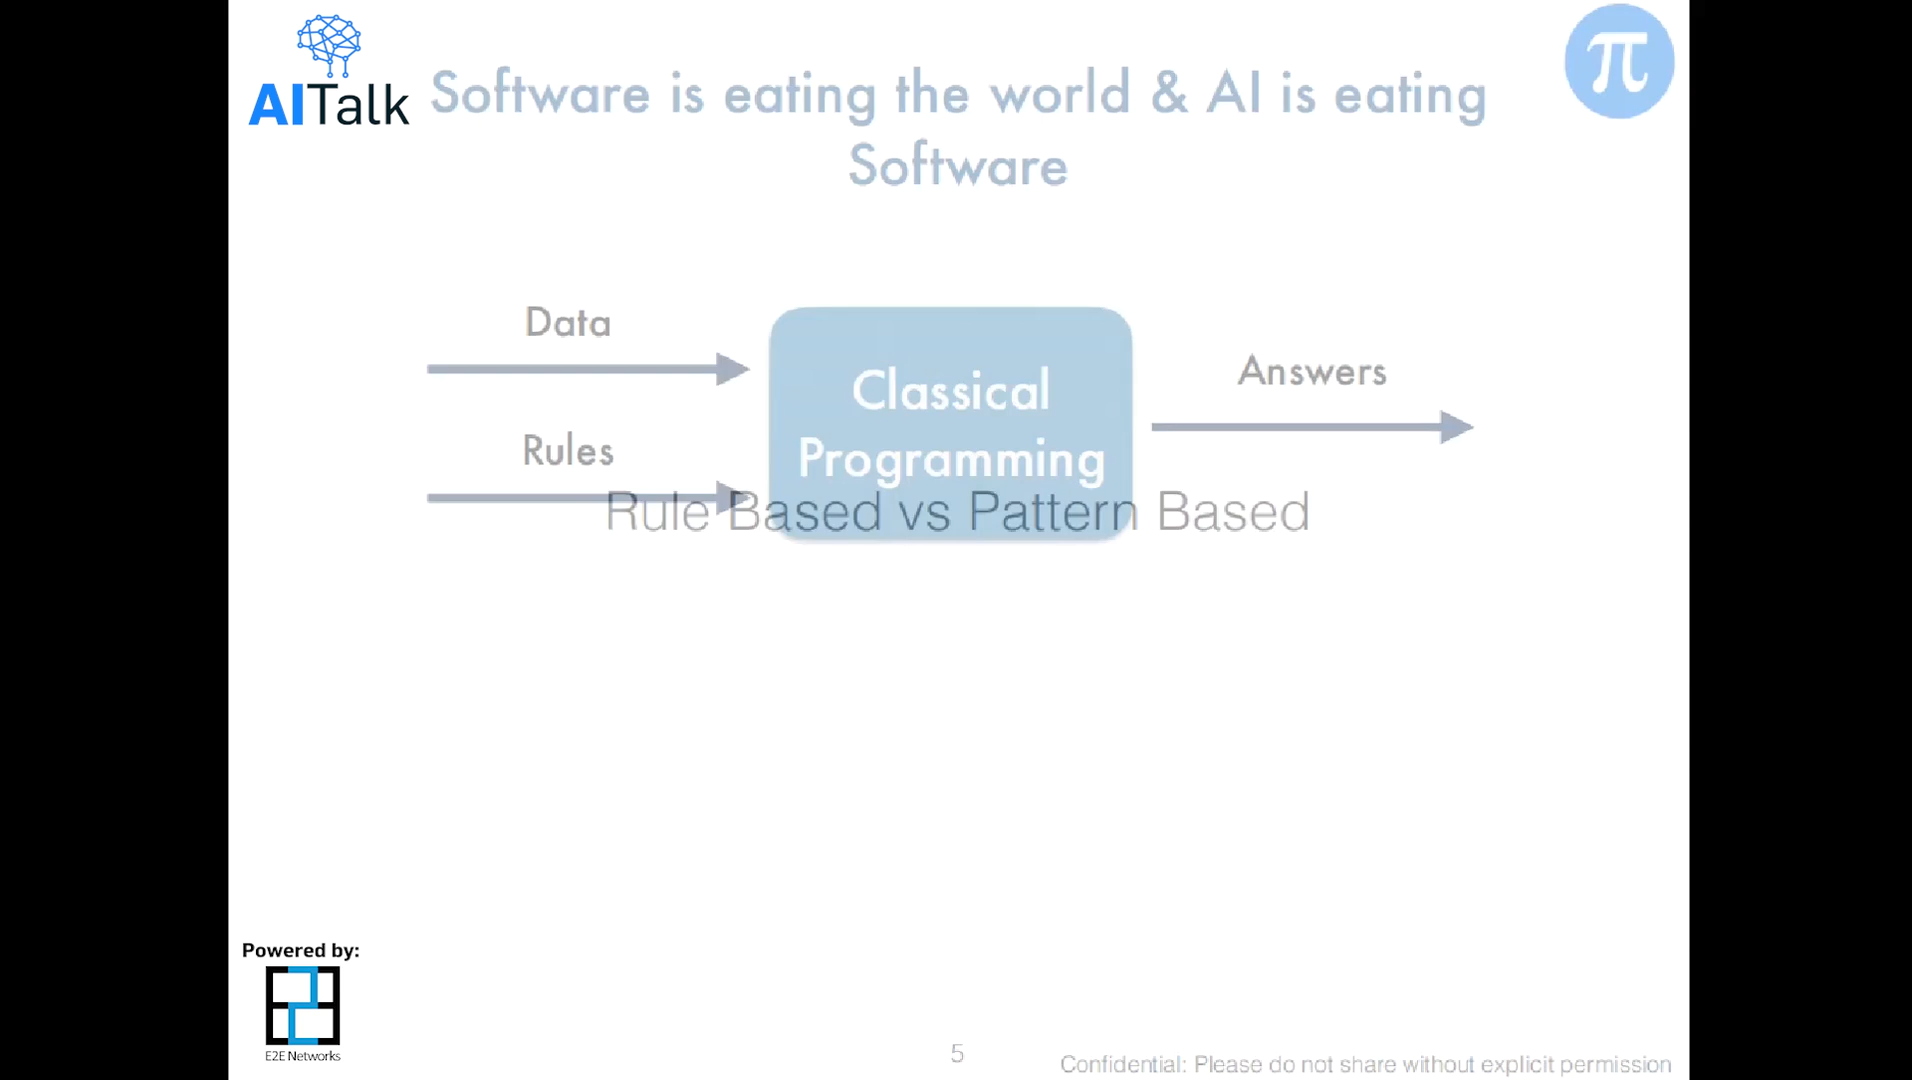 AITalk
π
Software is eating the world & AI is eating
Software
Data
Classical
Programming
Answers
Rules
Rule Based vs Pattern Based
Powered by:
E2E Networks
5
Confidential: Please do not share without explicit permission